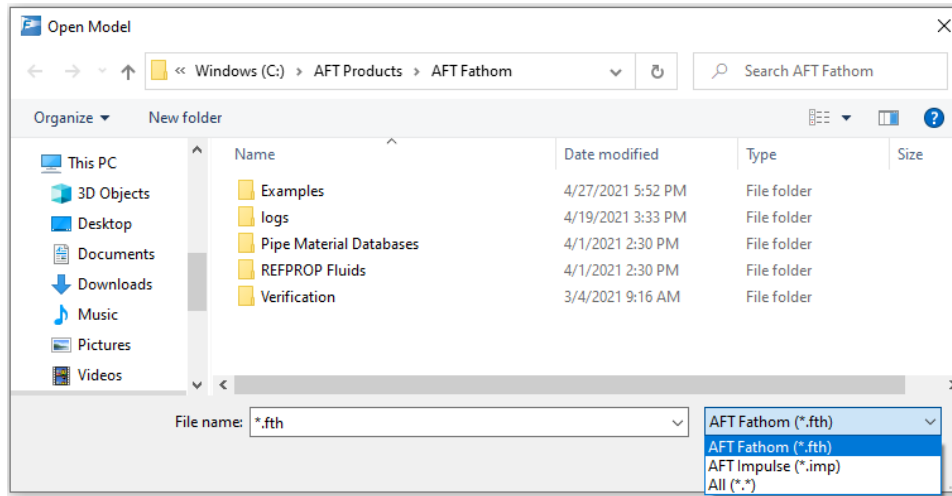 Open Model
« Windows (C:) › AFT Products › AFT Fathom
Search AFT Fathom
Organize
New folder
Name Date modified Type Size
This PC
3D Objects
Desktop
Documents
Downloads
Music
Pictures
Videos
Examples 4/27/2021 5:52 PM File folder
logs 4/19/2021 3:33 PM File folder
Pipe Material Databases 4/1/2021 2:30 PM File folder
REFPROP Fluids 4/1/2021 2:30 PM File folder
Verification 3/4/2021 9:16 AM File folder
File name: *.fth
AFT Fathom (*.fth)
AFT Fathom (*.fth)
AFT Impulse (*.imp)
All (*.*)